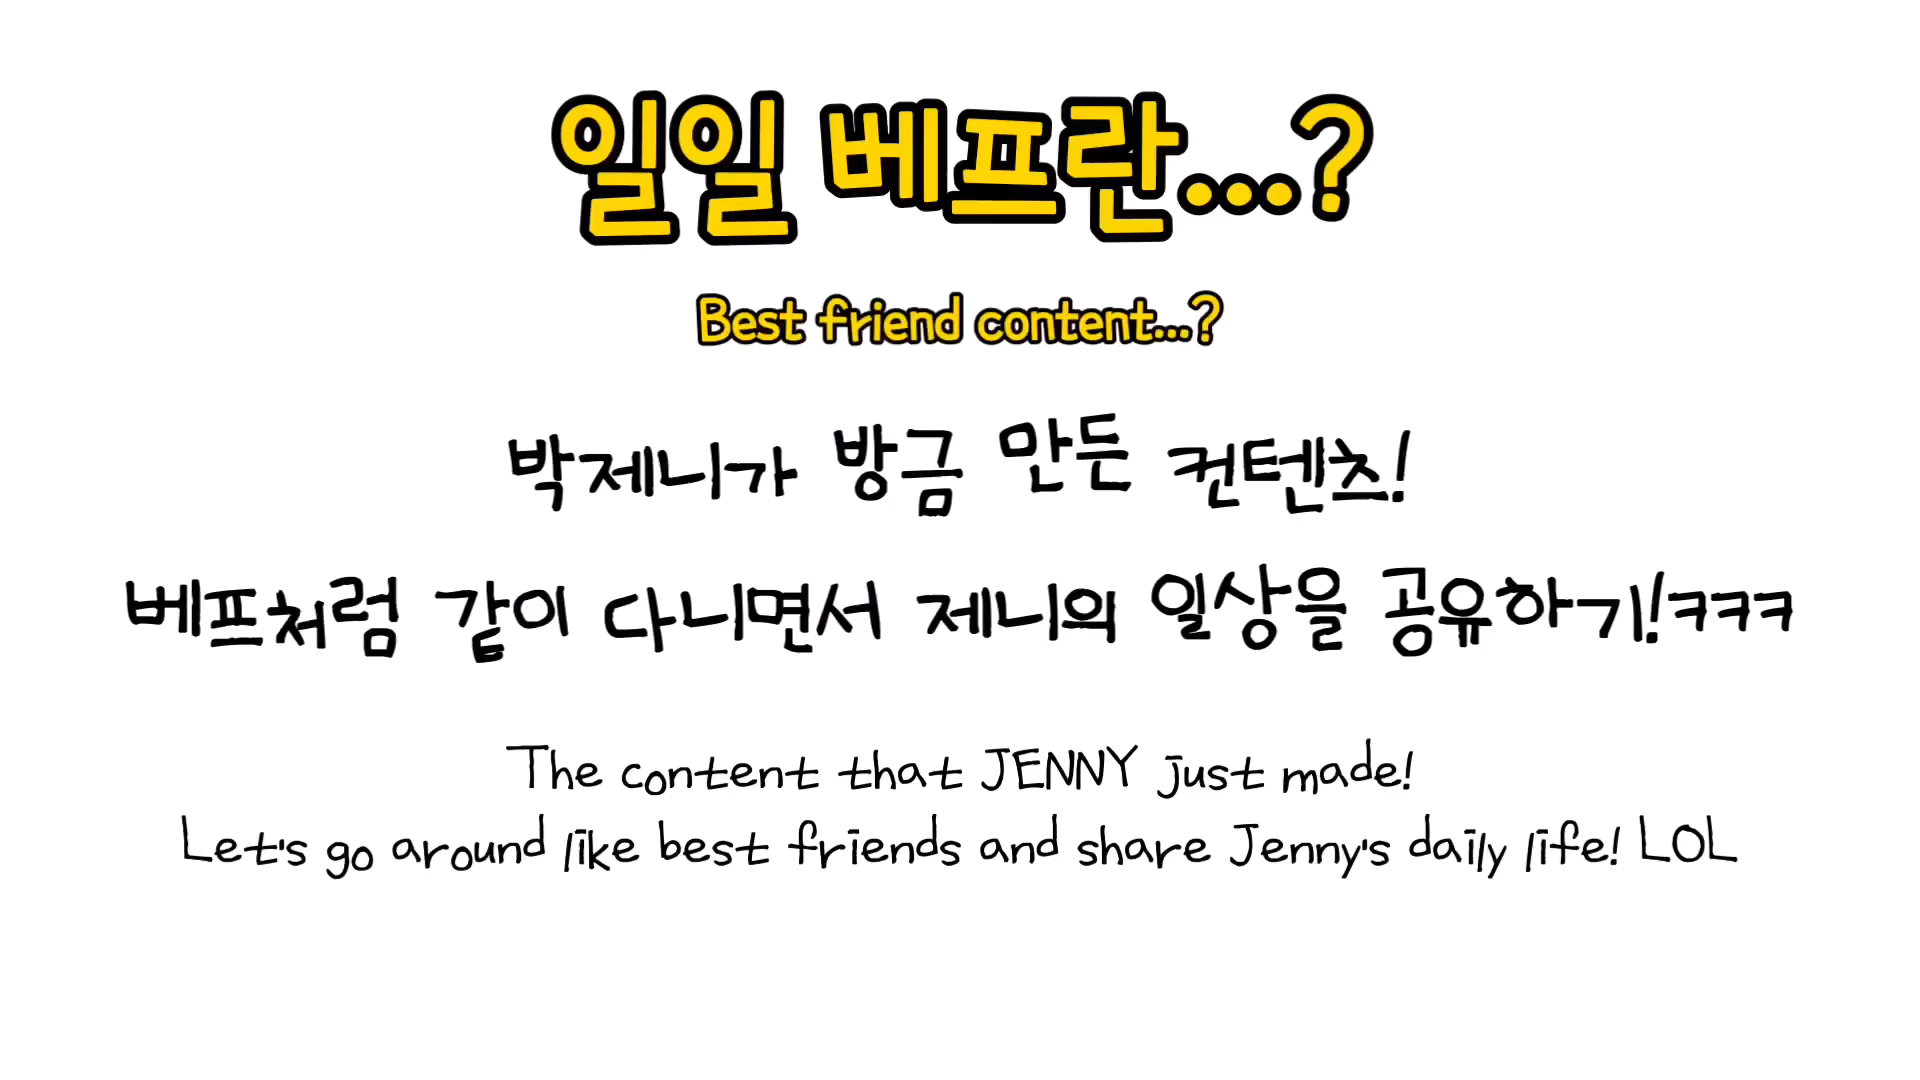 일일 베프란...?
Best friend content...?
박제니가 방금 만든 컨텐츠!
베프처럼 같이 다니면서 제니의 일상을 공유하기!ㅋㅋㅋ
The content that JENNY just made!
Let's go around like best friends and share Jenny's daily life! LOL